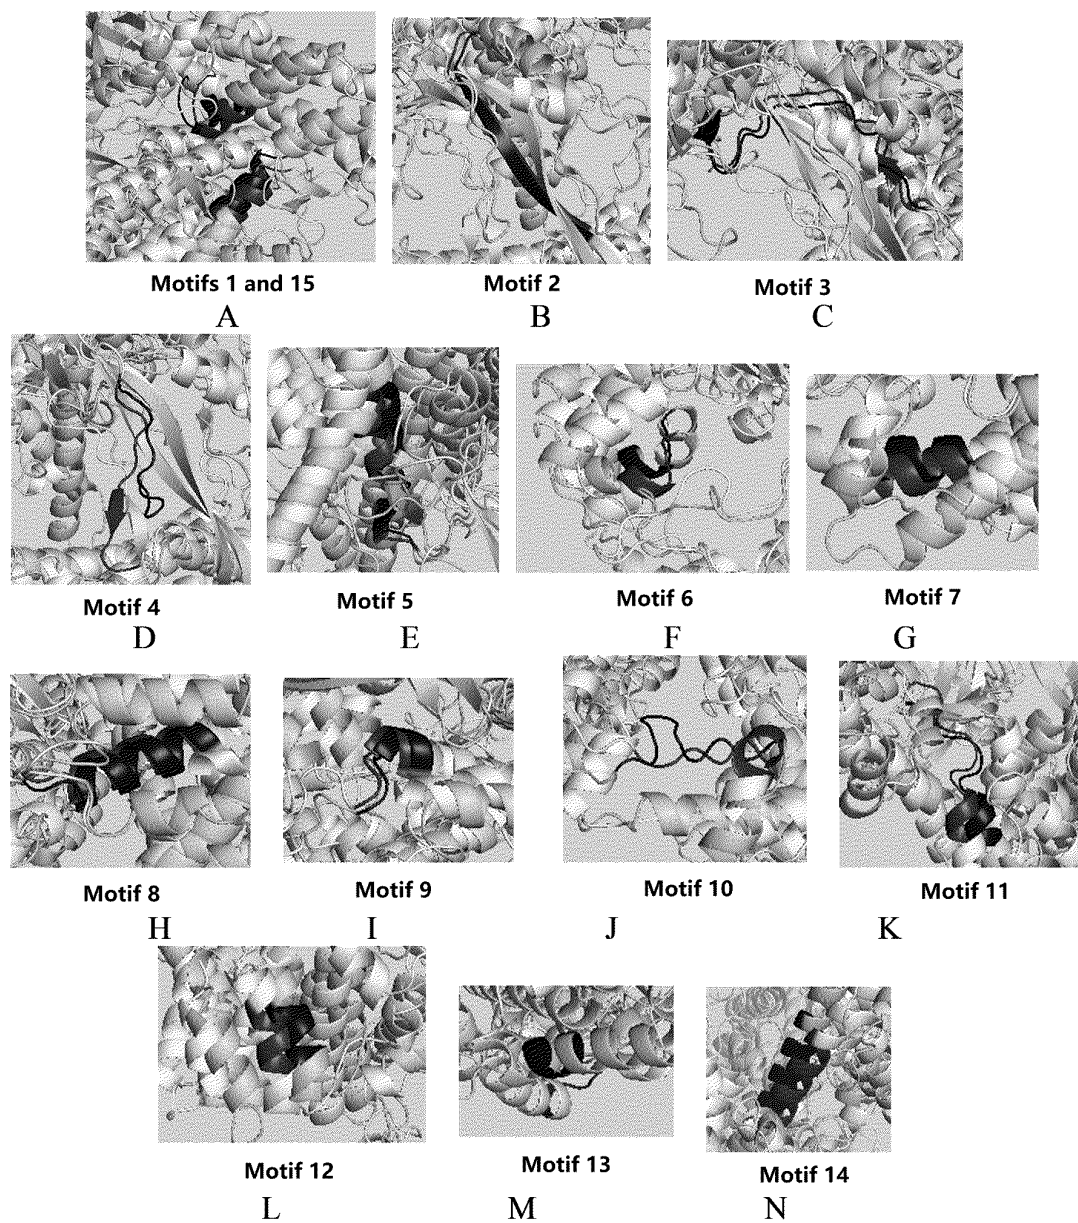 Motifs 1 and 15
Motif 2
Motif 3
A
B
C
Motif 4
Motif 5
Motif 6
Motif 7
D
E
F
G
Motif 8
Motif 9
Motif 10
Motif 11
H
I
J
K
Motif 12
Motif 13
Motif 14
L
M
N